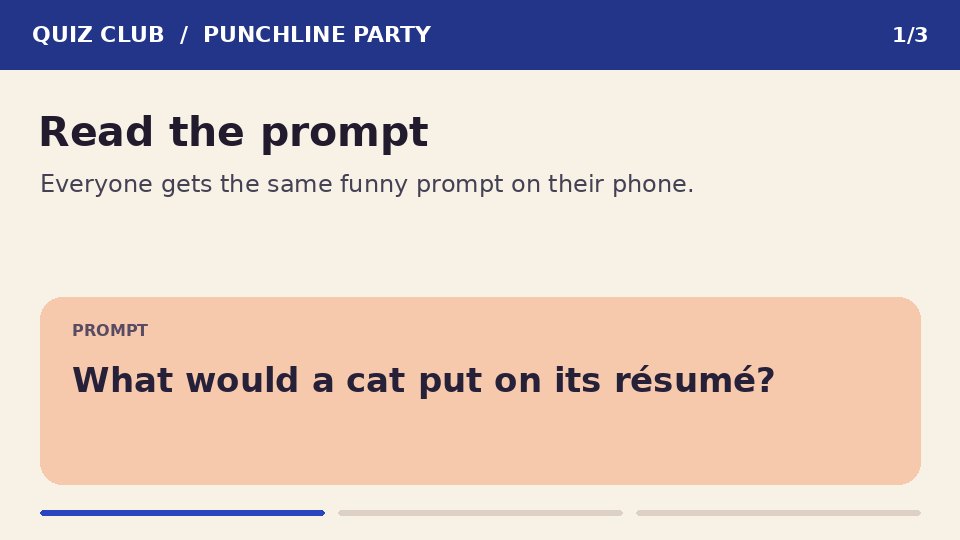 QUIZ CLUB / PUNCHLINE PARTY
1/3
Read the prompt
Everyone gets the same funny prompt on their phone.
PROMPT
What would a cat put on its résumé?